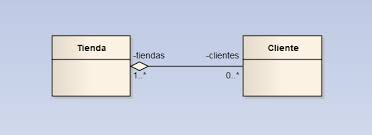 Tienda
-tiendas
-clientes
Cliente
1..*
0..*